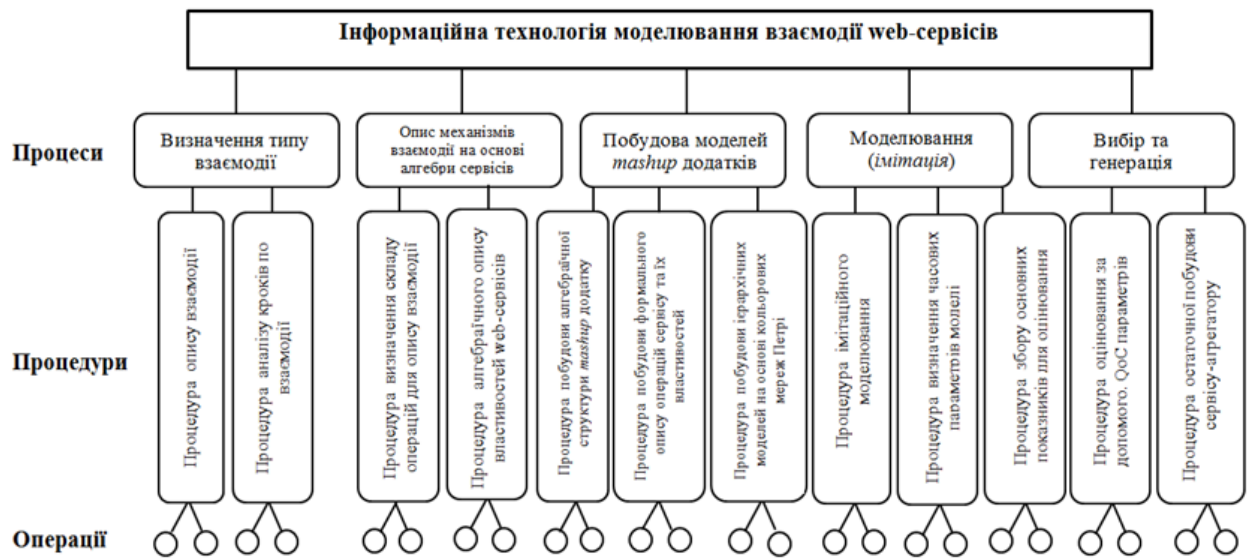 Інформаційна технологія моделювання взаємодії web-сервісів
Процеси
Визначення типу
взаємодії
Опис механізмів
взаємодії на основі
алгебри сервісів
Побудова моделей
mashup додатків
Моделювання
(імітація)
Вибір та
генерація
Процедури
Процедура опису взаємодії
Процедура аналізу кроків по
взаємодії
Процедура визначення складу
операцій для опису взаємодії
Процедура алгебраїчного опису
властивостей web-сервісів
Процедура побудови алгебраїчної
структури mashup додатку
Процедура побудови формального
опису операцій сервісу та їх
властивостей
Процедура побудови ієрархічних
моделей на основі кольорових
мереж Петрі
Процедура імітаційного
моделювання
Процедура визначення часових
параметрів моделі
Процедура збору основних
показників для оцінювання
Процедура оцінювання за
допомого. QoC параметрів
Процедура остаточної побудови
сервісу-агрегатору
Операції